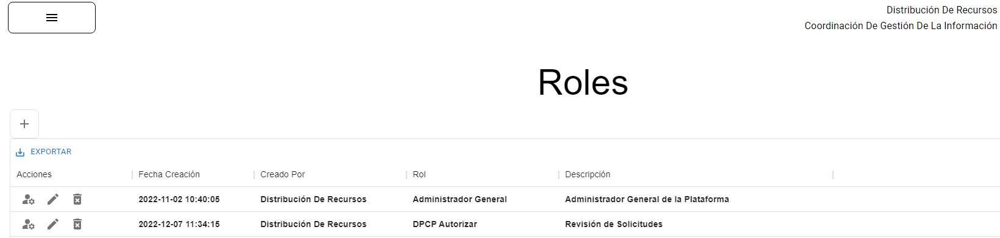 Distribución De Recursos
Coordinación De Gestión De La Información
Roles
EXPORTAR
Acciones Fecha Creación Creado Por Rol Descripción
2022-11-02 10:40:05 Distribución De Recursos Administrador General Administrador General de la Plataforma
2022-12-07 11:34:15 Distribución De Recursos DPCP Autorizar Revisión de Solicitudes